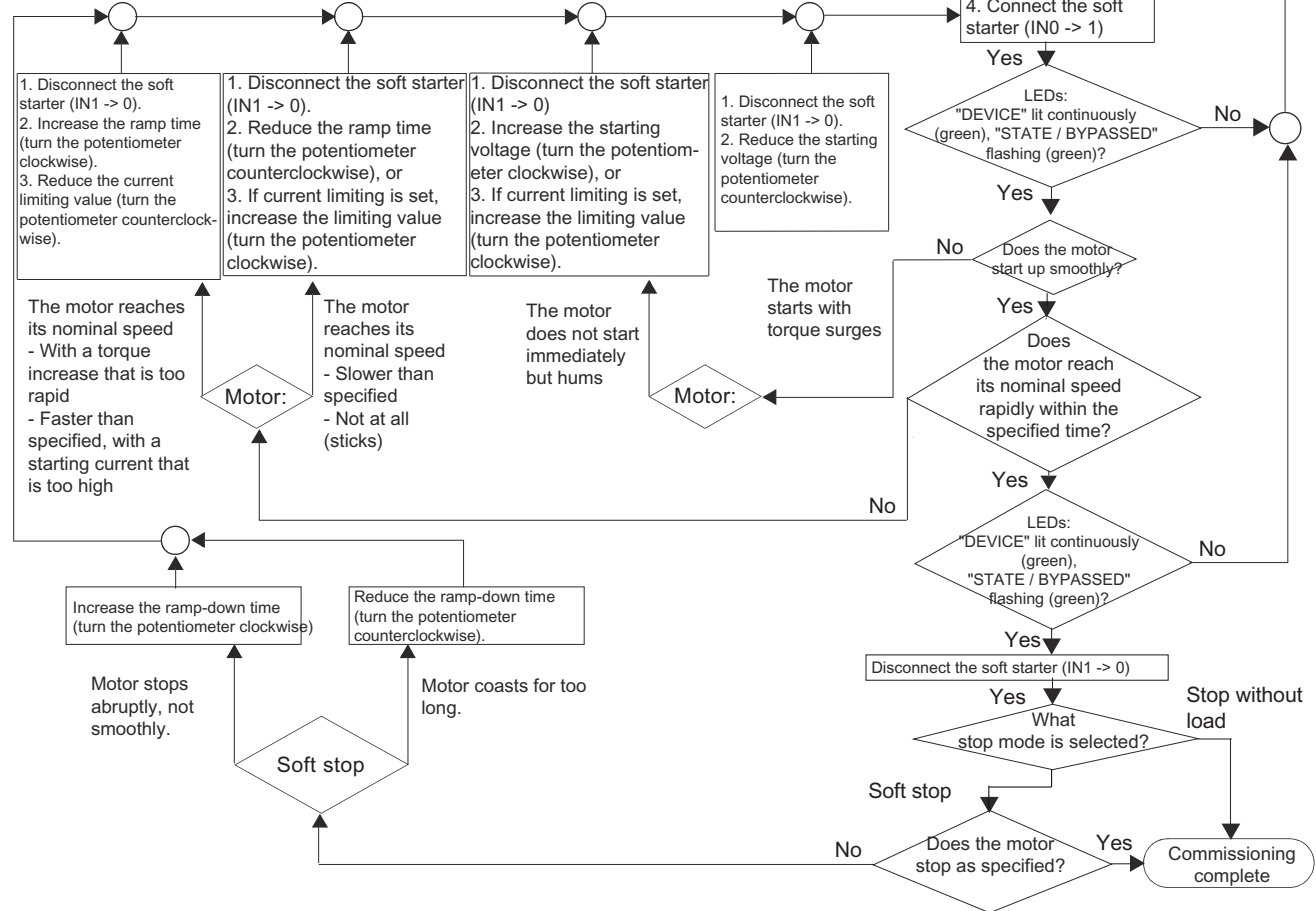 4. Connect the soft
starter (IN0 -> 1)
Yes
1. Disconnect the soft
starter (IN1 -> 0).
2. Increase the ramp time
(turn the potentiometer
clockwise).
3. Reduce the current
limiting value (turn the
potentiometer counterclock-
wise).
1. Disconnect the soft starter
(IN1 -> 0).
2. Reduce the ramp time
(turn the potentiometer
counterclockwise), or
3. If current limiting is set,
increase the limiting value
(turn the potentiometer
clockwise).
1. Disconnect the soft starter
(IN1 -> 0)
2. Increase the starting
voltage (turn the potentiom-
eter clockwise), or
3. If current limiting is set,
increase the limiting value
(turn the potentiometer
clockwise).
1. Disconnect the soft
starter (IN1 -> 0).
2. Reduce the starting
voltage (turn the
potentiometer
counterclockwise).
LEDs:
"DEVICE" lit continuously
(green), "STATE / BYPASSED"
flashing (green)?
No
Yes
No
Does the motor
start up smoothly?
Yes
The motor reaches
its nominal speed
- With a torque
increase that is too
rapid
- Faster than
specified, with a
starting current that
is too high
Motor:
The motor
reaches its
nominal speed
- Slower than
specified
- Not at all
(sticks)
The motor
does not start
immediately
but hums
Motor:
The motor
starts with
torque surges
Does
the motor reach
its nominal speed
rapidly within the
specified time?
No
Yes
LEDs:
"DEVICE" lit continuously
(green),
"STATE / BYPASSED"
flashing (green)?
No
Yes
Increase the ramp-down time
(turn the potentiometer clockwise)
Reduce the ramp-down time
(turn the potentiometer
counterclockwise).
Disconnect the soft starter (IN1 -> 0)
Yes
Motor stops
abruptly, not
smoothly.
Motor coasts for too
long.
Soft stop
What
stop mode is selected?
Stop without
load
Soft stop
No
Does the motor
stop as specified?
Yes
Commissioning
complete